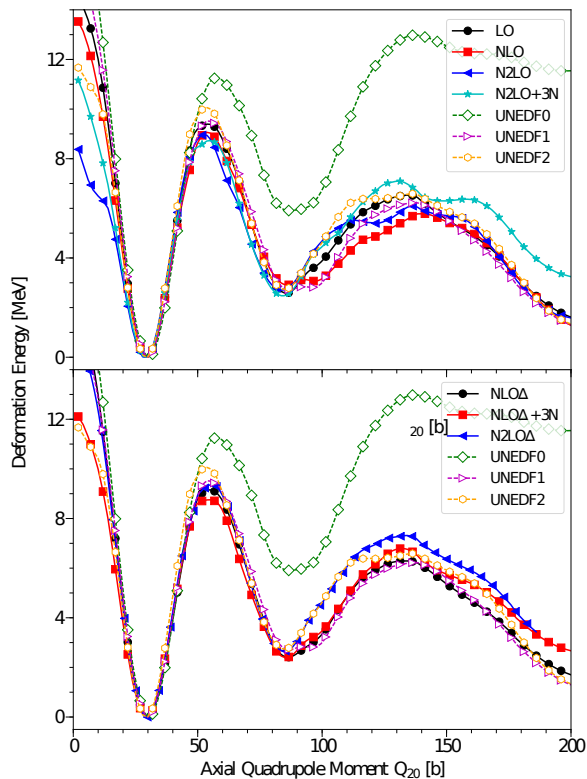 12
8
4
0
LO
NLO
N2LO
N2LO+3N
UNEDF0
UNEDF1
UNEDF2
Deformation Energy [MeV]
12
8
4
0
NLOΔ
NLOΔ+3N
N2LOΔ
UNEDF0
UNEDF1
UNEDF2
20 [b]
0 50 100 150 200
Axial Quadrupole Moment Q20 [b]